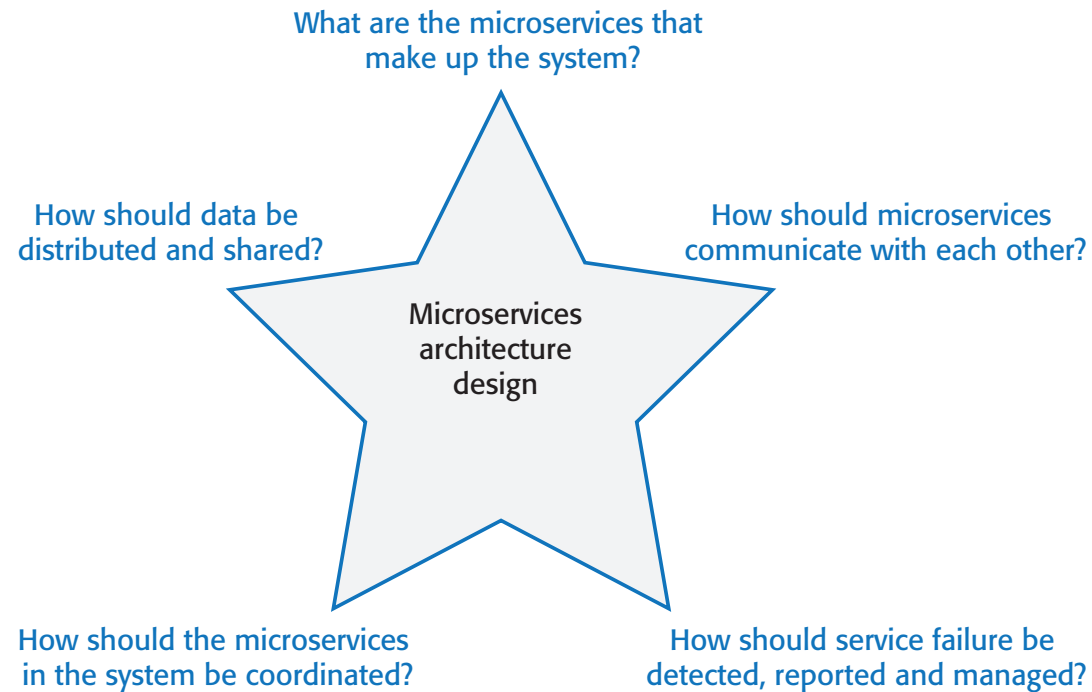 What are the microservices that
make up the system?
How should data be
distributed and shared?
How should microservices
communicate with each other?
Microservices
architecture
design
How should the microservices
in the system be coordinated?
How should service failure be
detected, reported and managed?